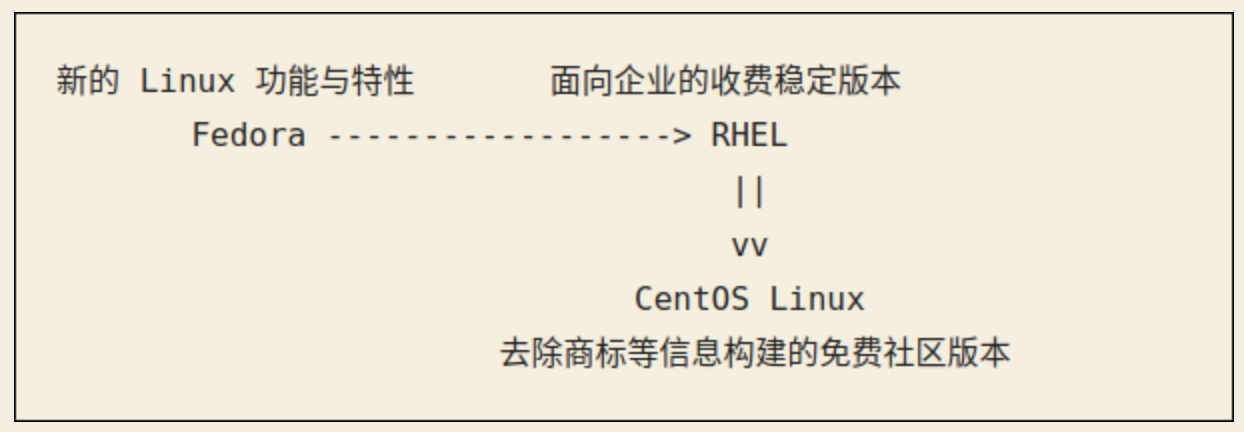 新的 Linux 功能与特性 面向企业的收费稳定版本
Fedora ------------------> RHEL
||
vv
CentOS Linux
去除商标等信息构建的免费社区版本